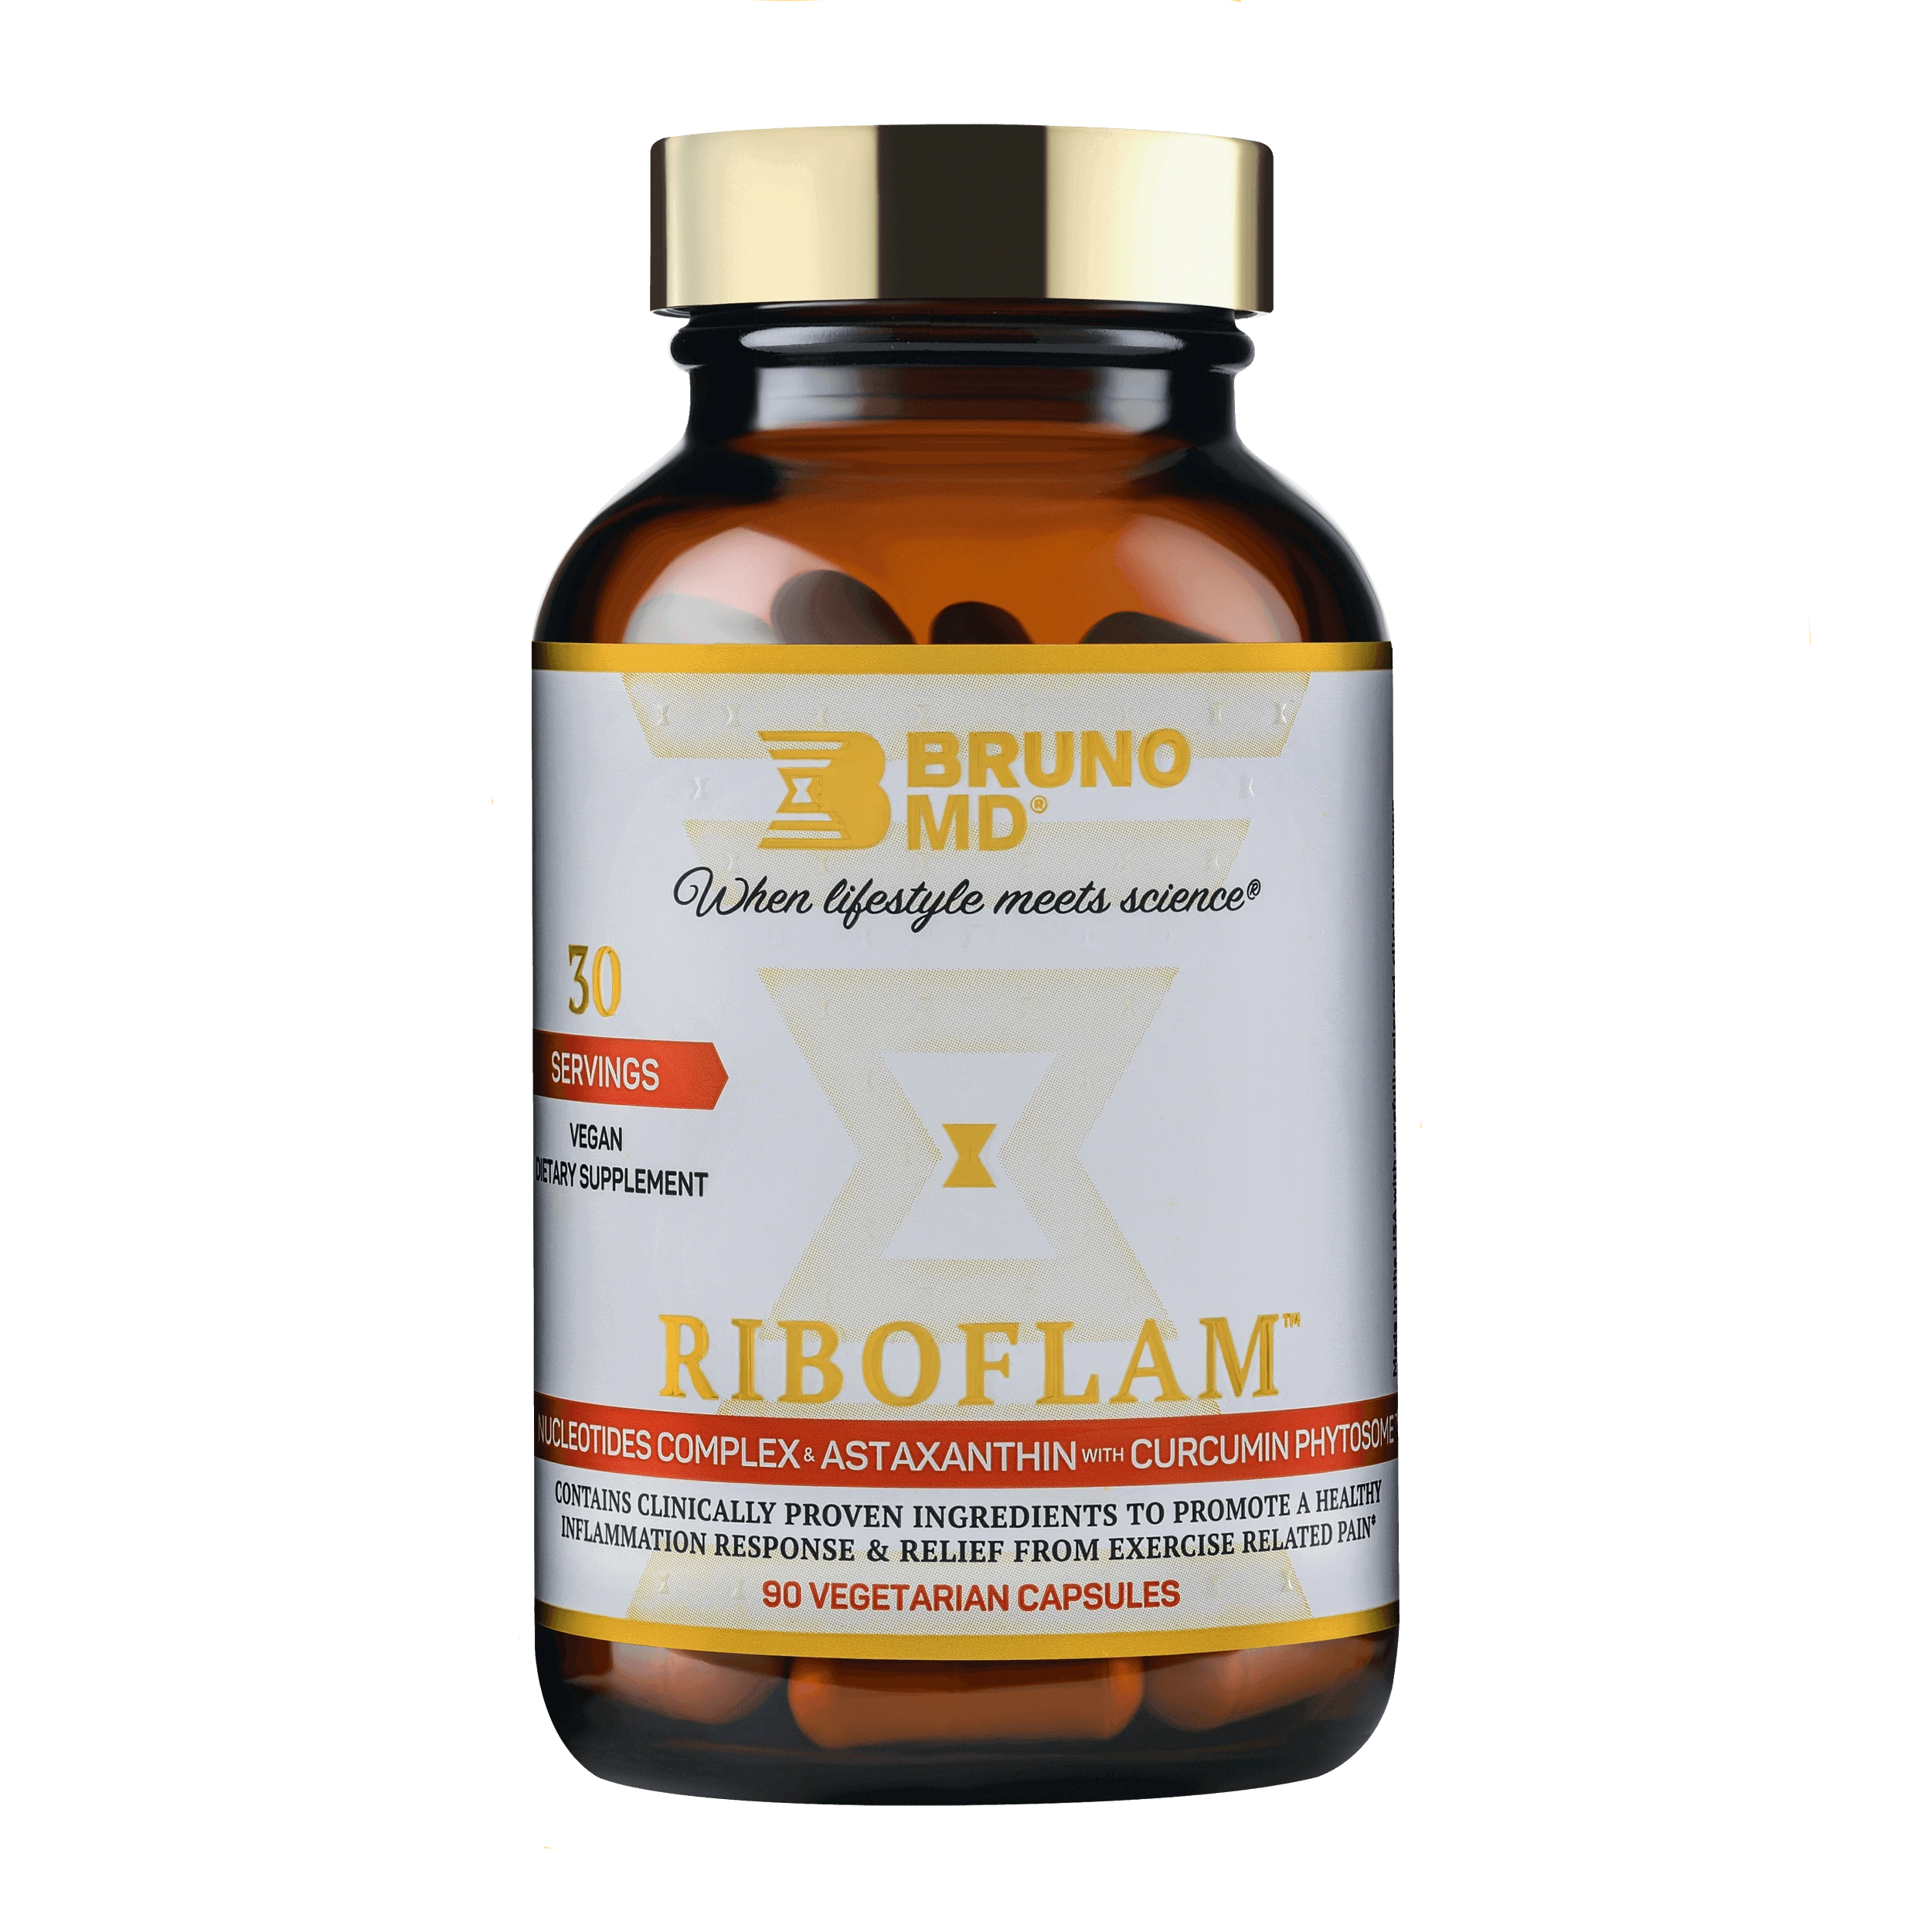 BRUNO
MD®
When lifestyle meets science®
30
SERVINGS
VEGAN
DIETARY SUPPLEMENT
RIBOFLAM™
NUCLEOTIDES COMPLEX & ASTAXANTHIN WITH CURCUMIN PHYTOSOME
CONTAINS CLINICALLY PROVEN INGREDIENTS TO PROMOTE A HEALTHY
INFLAMMATION RESPONSE & RELIEF FROM EXERCISE RELATED PAIN‡
90 VEGETARIAN CAPSULES